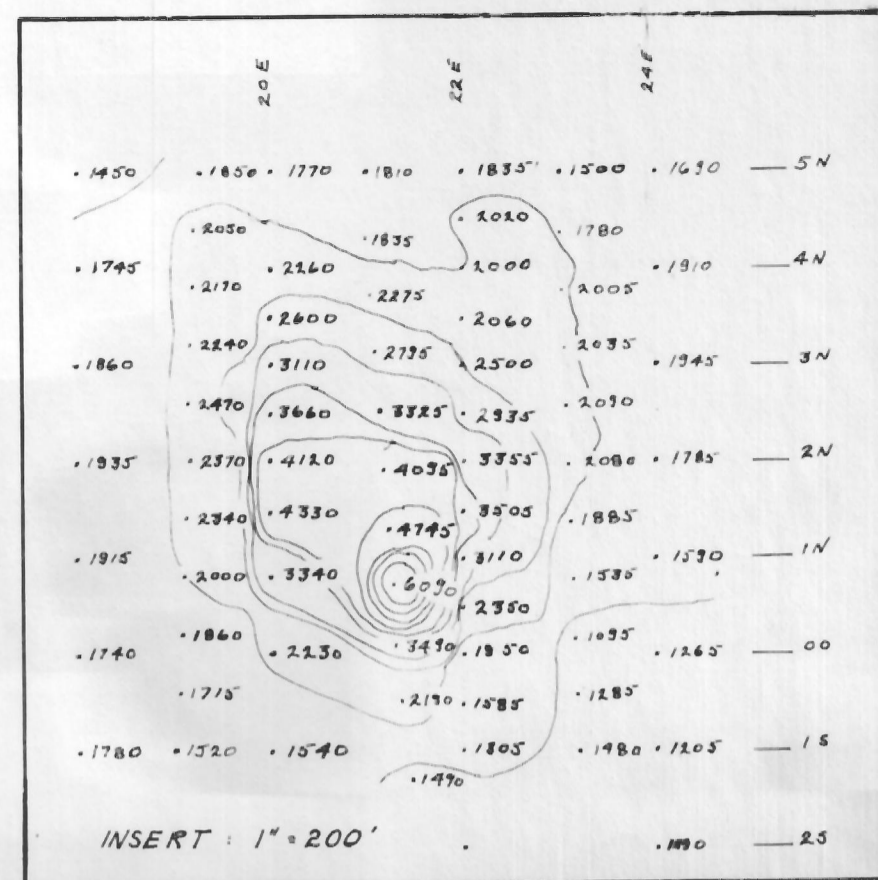 20E 22E 24E
.1450 .1850 .1770 .1810 .1835 .1500 .1690 — 5N
.2020
.2050 .1835 .1780
.1745 .2260 .2000 .1910 — 4N
.2170 .2275 .2005
.2600 .2060
.2240 .2795 .2035
.1860 .3110 .2500 .1945 — 3N
.2470 .3660 .3325 .2935 .2090
.1935 .2370 .4120 .4095 .3355 .2080 .1785 — 2N
.2340 .4330 .3505 .1885
.4745
.1915 .3110 .1590 — 1N
.2000 .3340 .6090 .1535
.2350
.1860 .1095
.1740 .2230 .3490 .1950 .1265 — 00
.1715 .2190 .1585 .1285
.1780 .1520 .1540 .1805 .1480 .1205 — 1S
.1490
INSERT : 1" = 200' — 2S